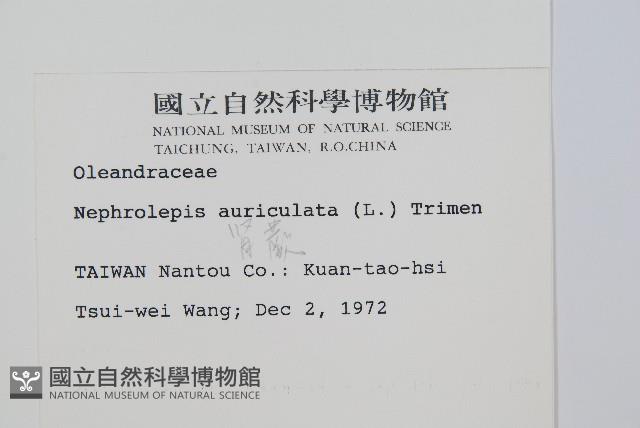 國立自然科學博物館
NATIONAL MUSEUM OF NATURAL SCIENCE
TAICHUNG, TAIWAN, R.O.CHINA
Oleandraceae
Nephrolepis auriculata (L.) Trimen
腎蕨
TAIWAN Nantou Co.: Kuan-tao-hsi
Tsui-wei Wang; Dec 2, 1972
國立自然科學博物館
NATIONAL MUSEUM OF NATURAL SCIENCE